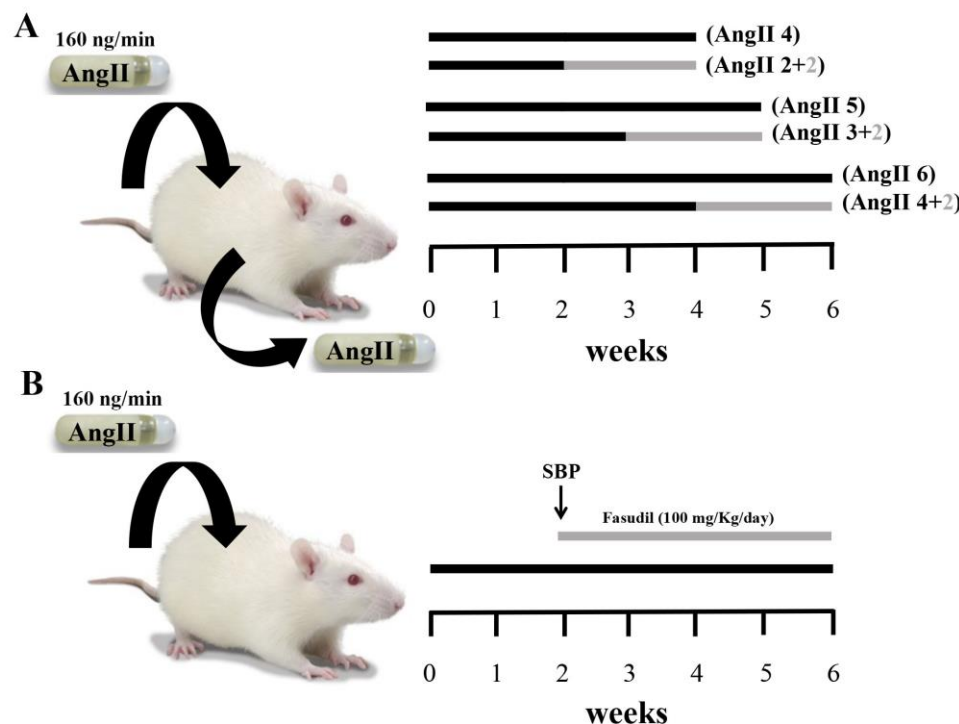 A
160 ng/min
AngII
(AngII 4)
(AngII 2+2)
(AngII 5)
(AngII 3+2)
(AngII 6)
(AngII 4+2)
0 1 2 3 4 5 6
weeks
AngII
B
160 ng/min
AngII
SBP
Fasudil (100 mg/Kg/day)
0 1 2 3 4 5 6
weeks